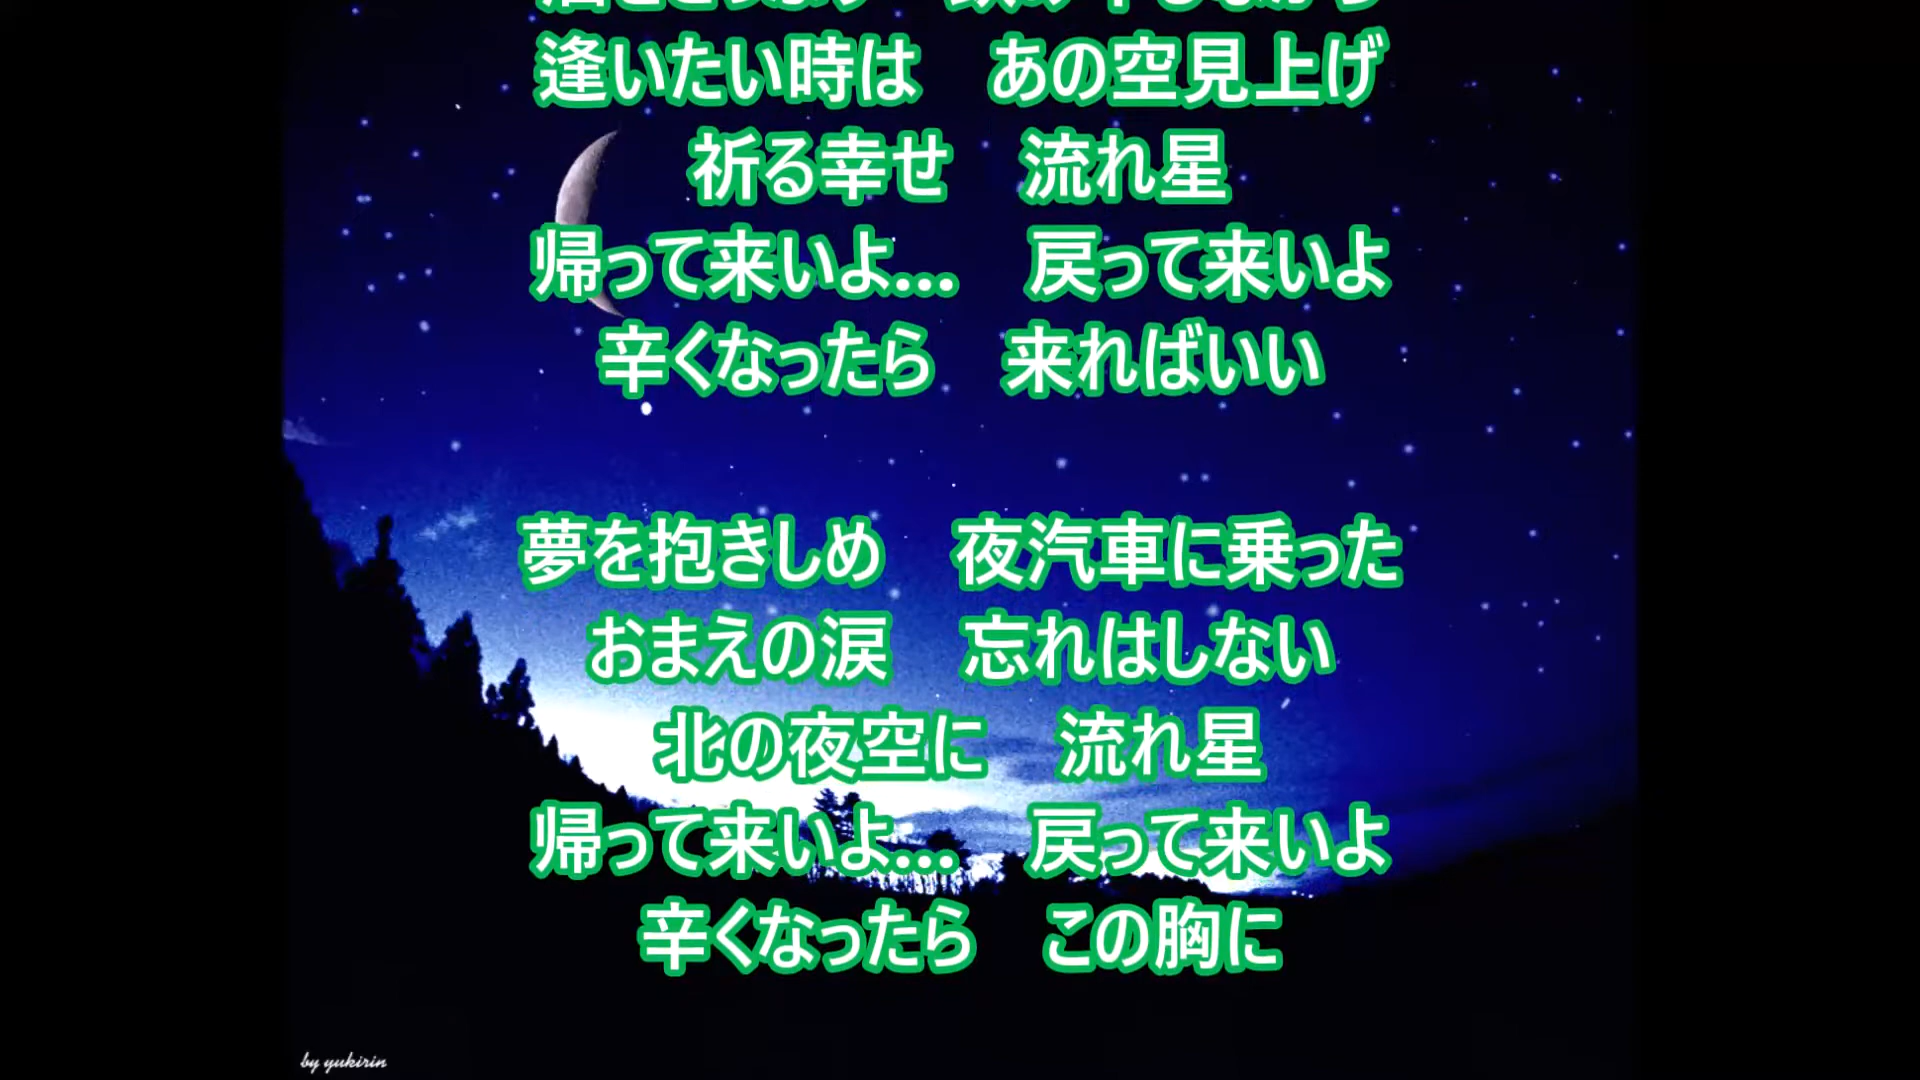 逢いたい時は　あの空見上げ
祈る幸せ　流れ星
帰って来いよ…　戻って来いよ
辛くなったら　来ればいい
夢を抱きしめ　夜汽車に乗った
おまえの涙　忘れはしない
北の夜空に　流れ星
帰って来いよ…　戻って来いよ
辛くなったら　この胸に
by yukirin